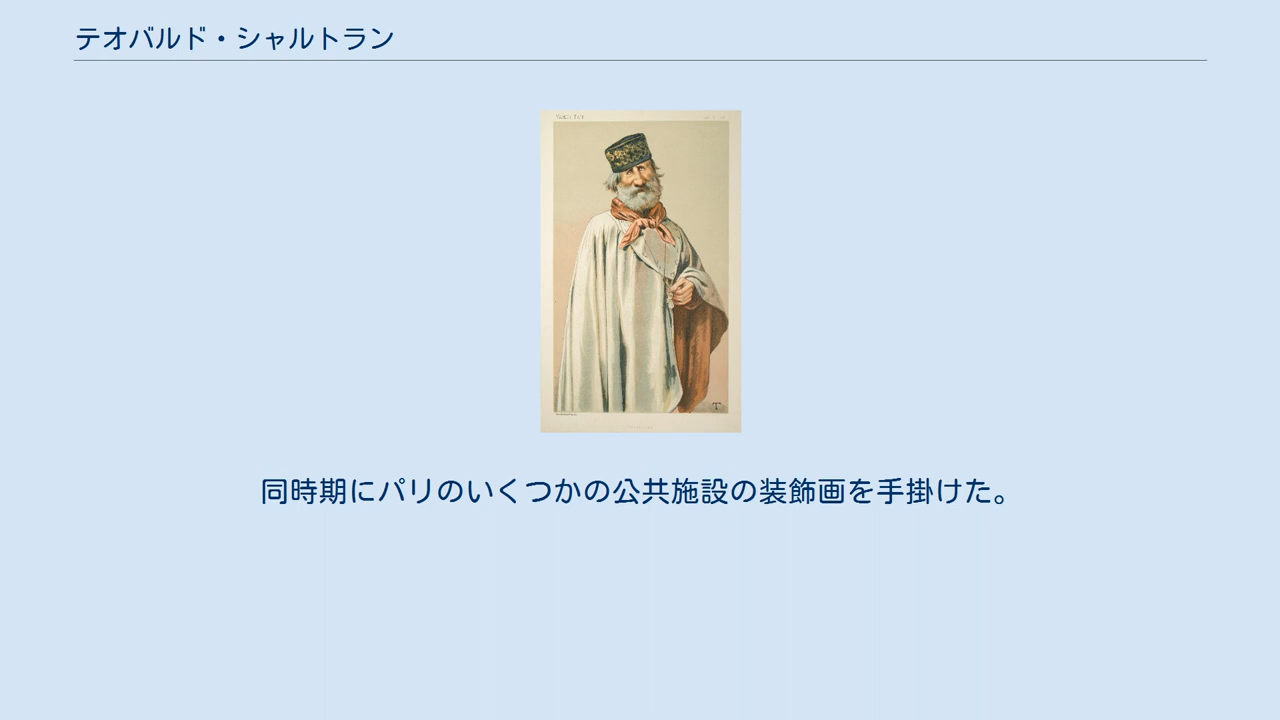 テオバルド・シャルトラン
T
同時期にパリのいくつかの公共施設の装飾画を手掛けた。